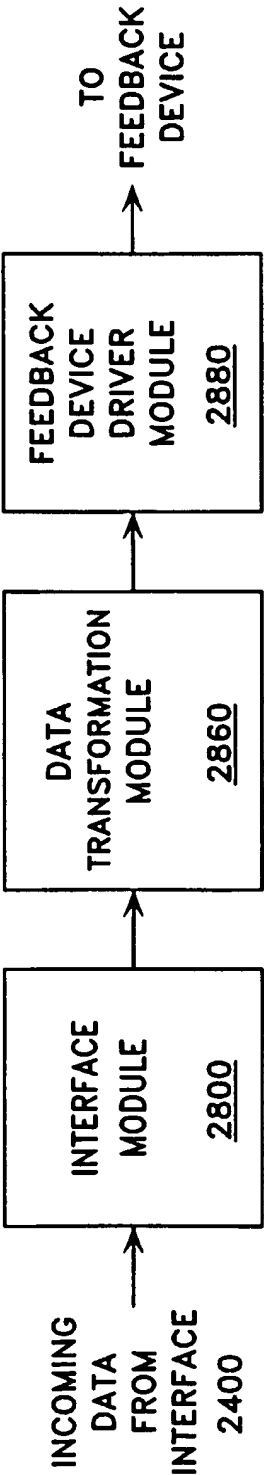 INCOMING
DATA
FROM
INTERFACE
2400
INTERFACE
MODULE
2800
DATA
TRANSFORMATION
MODULE
2860
FEEDBACK
DEVICE
DRIVER
MODULE
2880
TO
FEEDBACK
DEVICE